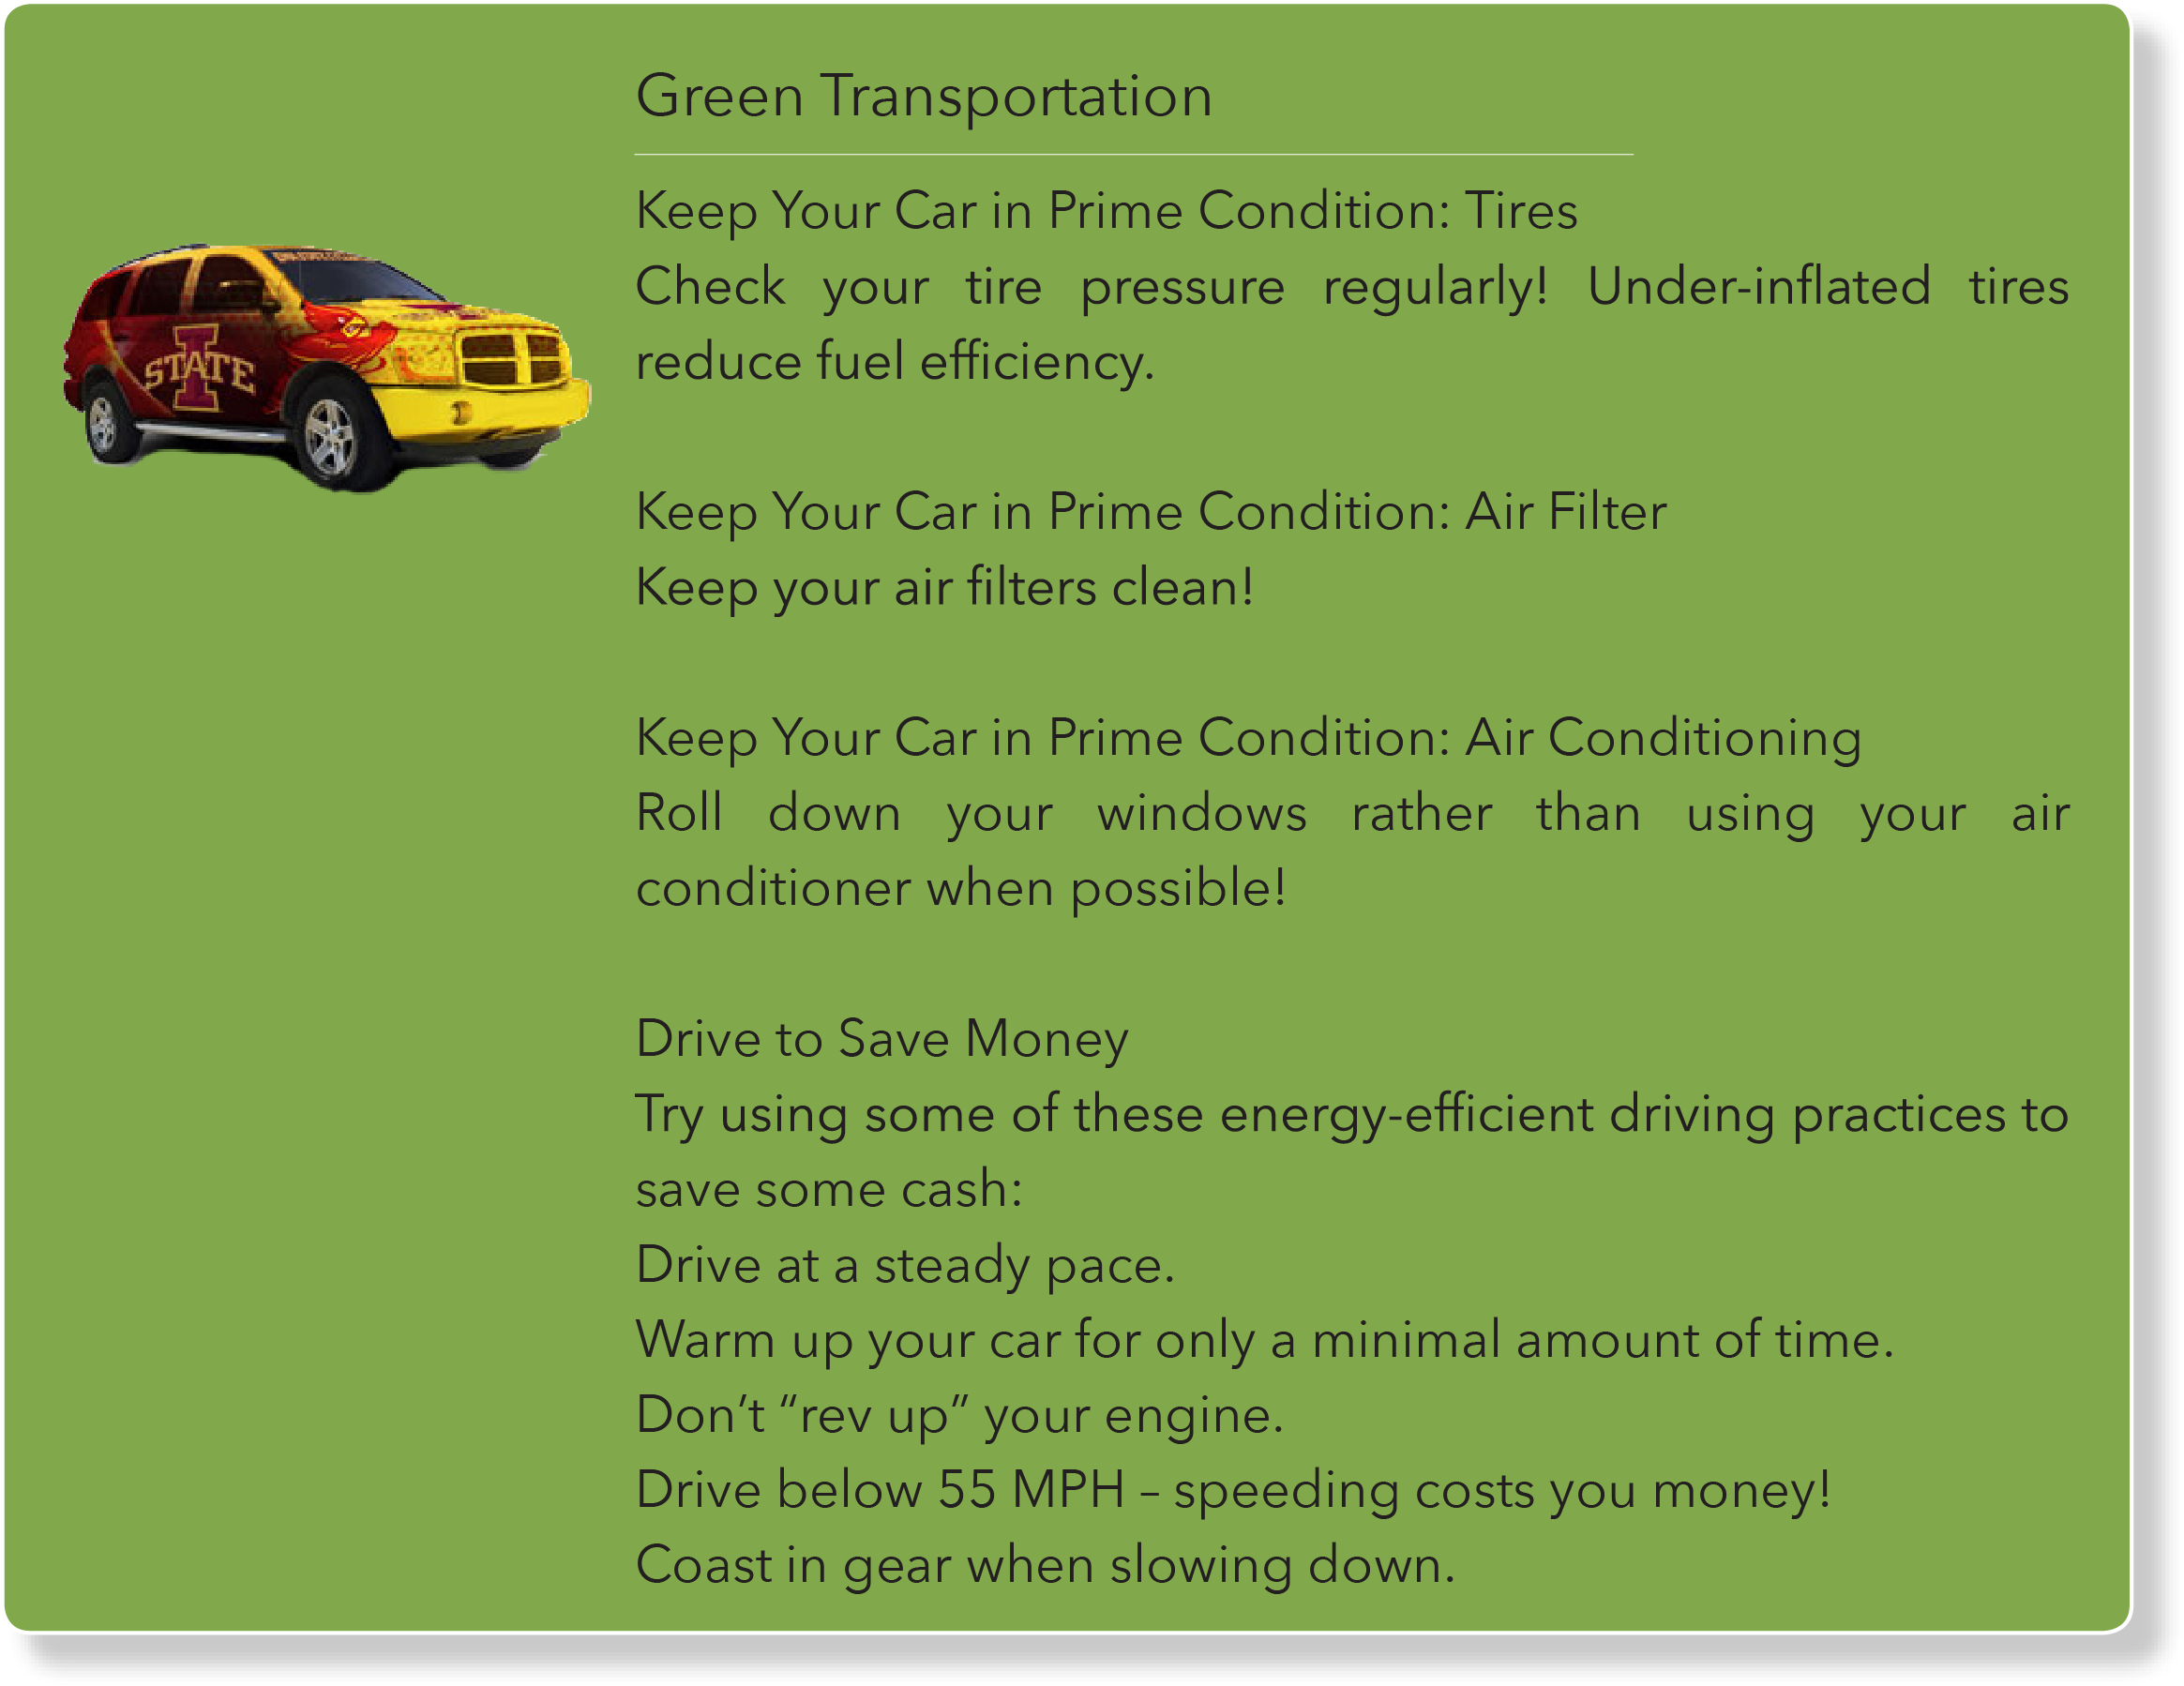 Green Transportation
Keep Your Car in Prime Condition: Tires
Check your tire pressure regularly! Under-inflated tires
reduce fuel efficiency.
Keep Your Car in Prime Condition: Air Filter
Keep your air filters clean!
Keep Your Car in Prime Condition: Air Conditioning
Roll down your windows rather than using your air
conditioner when possible!
Drive to Save Money
Try using some of these energy-efficient driving practices to
save some cash:
Drive at a steady pace.
Warm up your car for only a minimal amount of time.
Don’t “rev up” your engine.
Drive below 55 MPH – speeding costs you money!
Coast in gear when slowing down.
I
STATE